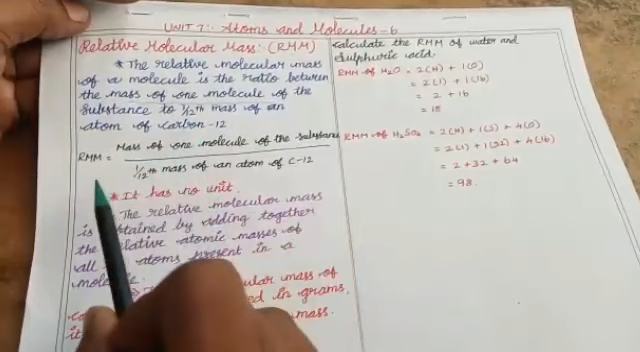 UNIT 7:- Atoms and Molecules - 6
Relative Molecular Mass:- (RMM)
* The relative molecular mass
of a molecule is the ratio between
the mass of one molecule of the
substance to 1/12th mass of an
atom of carbon-12
RMM = Mass of one molecule of the substance
1/12th mass of an atom of C-12
* It has no unit.
The relative molecular mass
is obtained by adding together
the relative atomic masses of
all atoms present in a
molecule.
mass of
in grams,
mass.
Calculate the RMM of water and
Sulphuric acid.
RMM of H2O = 2(H) + 1(O)
= 2(1) + 1(16)
= 2 + 16
= 18
RMM of H2SO4 = 2(H) + 1(S) + 4(O)
= 2(1) + 1(32) + 4(16)
= 2 + 32 + 64
= 98.